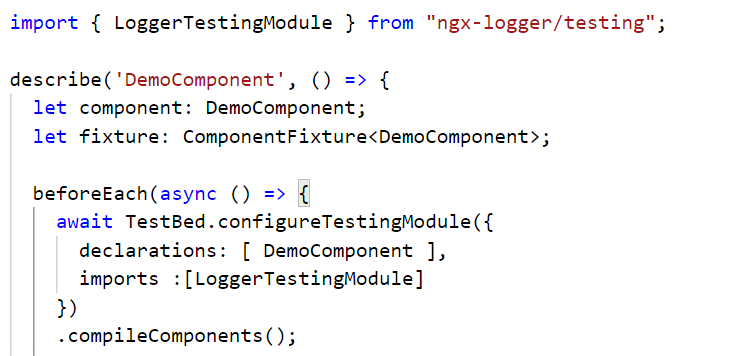 import { LoggerTestingModule } from "ngx-logger/testing";
describe('DemoComponent', () => {
let component: DemoComponent;
let fixture: ComponentFixture<DemoComponent>;
beforeEach(async () => {
await TestBed.configureTestingModule({
declarations: [ DemoComponent ],
imports :[LoggerTestingModule]
})
.compileComponents();